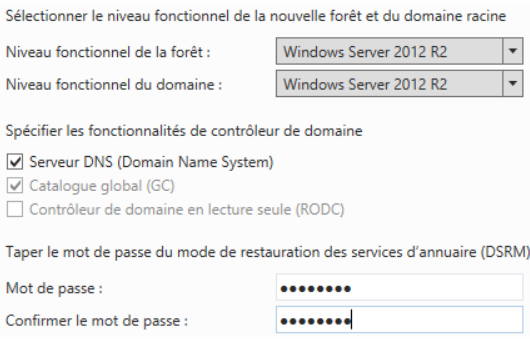 Sélectionner le niveau fonctionnel de la nouvelle forêt et du domaine racine
Niveau fonctionnel de la forêt : Windows Server 2012 R2
Niveau fonctionnel du domaine : Windows Server 2012 R2
Spécifier les fonctionnalités de contrôleur de domaine
Serveur DNS (Domain Name System)
Catalogue global (GC)
Contrôleur de domaine en lecture seule (RODC)
Taper le mot de passe du mode de restauration des services d’annuaire (DSRM)
Mot de passe : ●●●●●●●●
Confirmer le mot de passe : ●●●●●●●●